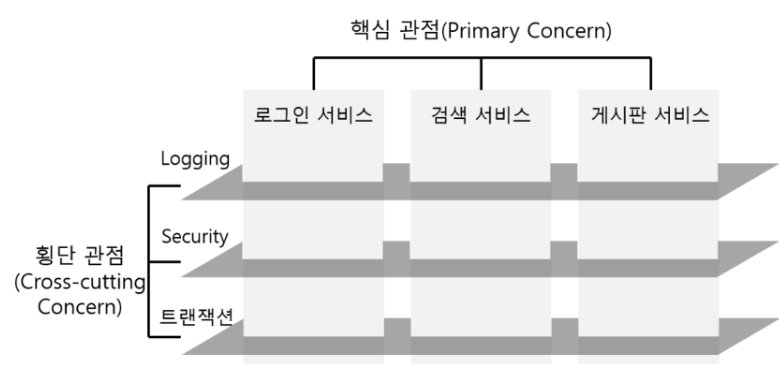 핵심 관점(Primary Concern)
로그인 서비스
검색 서비스
게시판 서비스
Logging
Security
횡단 관점
(Cross-cutting
Concern)
트랜잭션